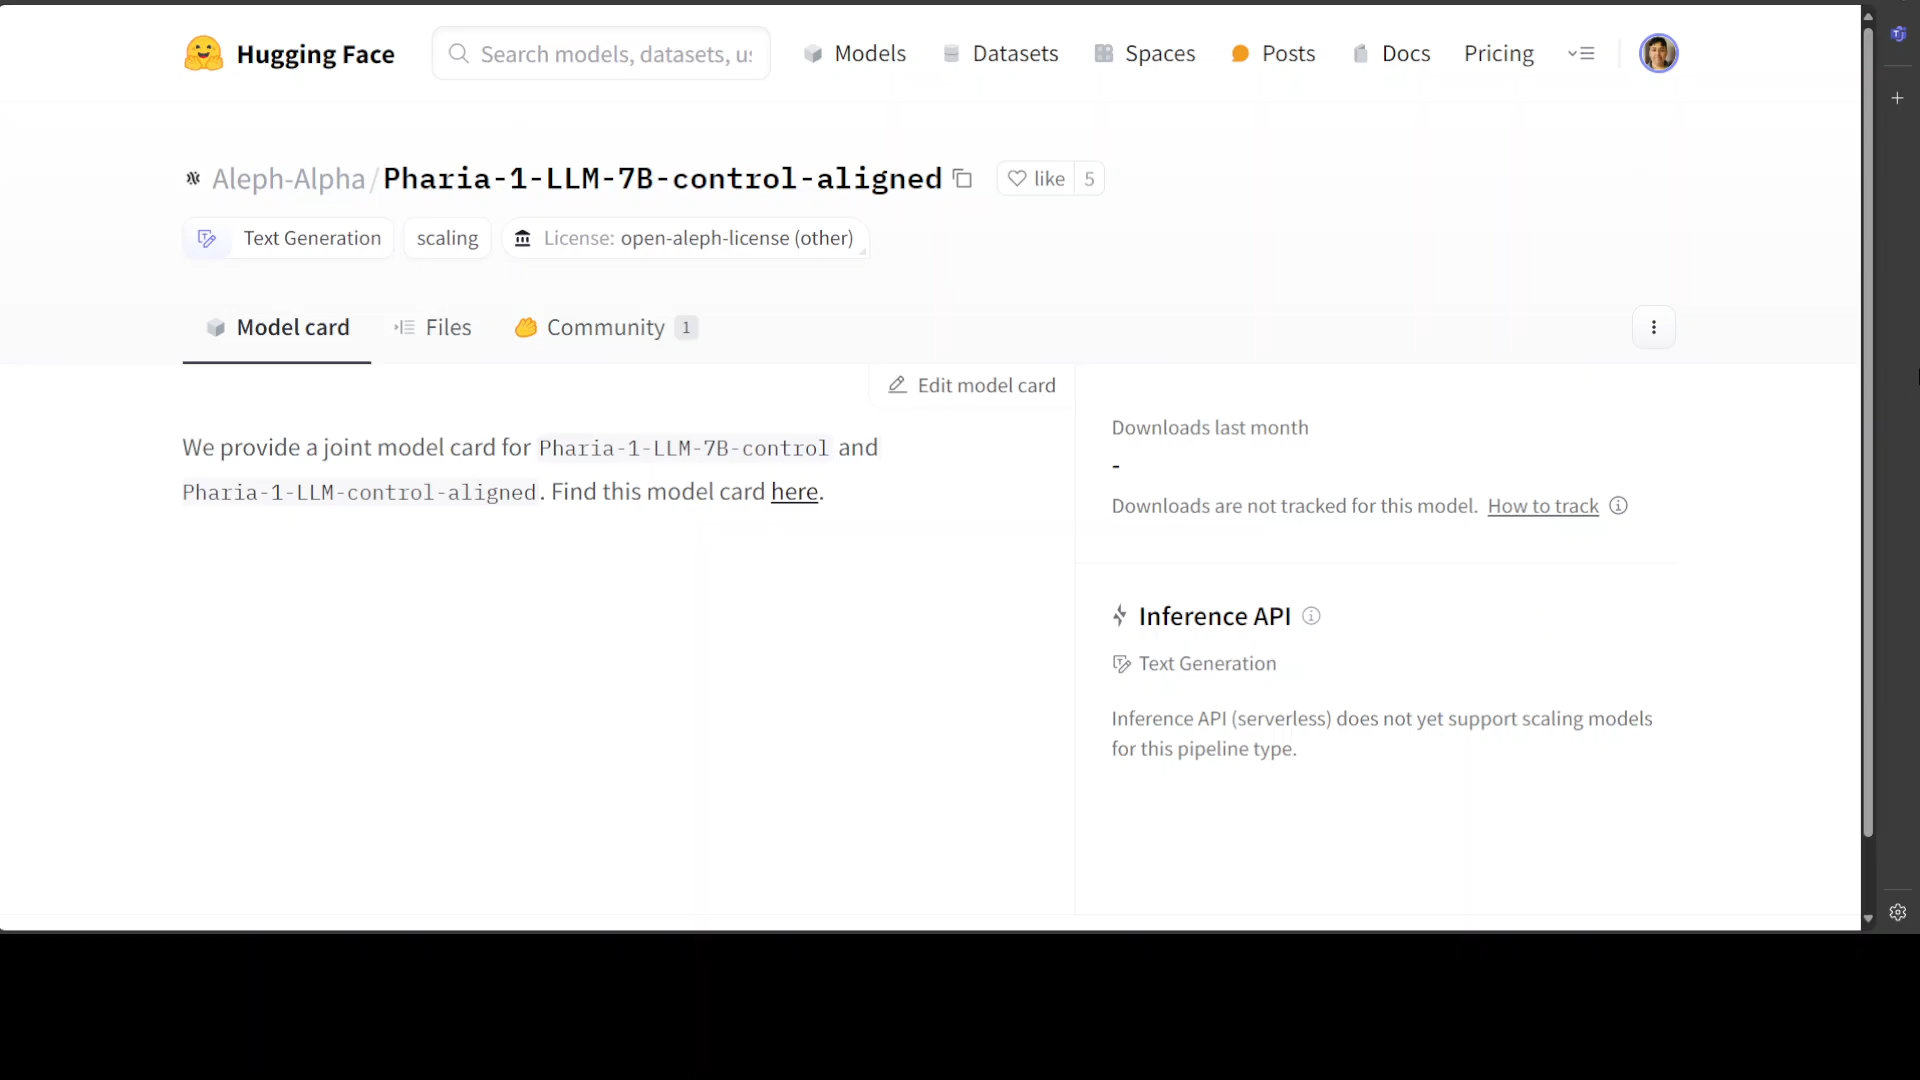 Hugging Face
Search models, datasets, us
Models
Datasets
Spaces
Posts
Docs
Pricing
Aleph-Alpha/Pharia-1-LLM-7B-control-aligned
like 5
Text Generation
scaling
License: open-aleph-license (other)
Model card
Files
Community 1
Edit model card
We provide a joint model card for Pharia-1-LLM-7B-control and
Pharia-1-LLM-control-aligned. Find this model card here.
Downloads last month
-
Downloads are not tracked for this model. How to track
Inference API
Text Generation
Inference API (serverless) does not yet support scaling models
for this pipeline type.